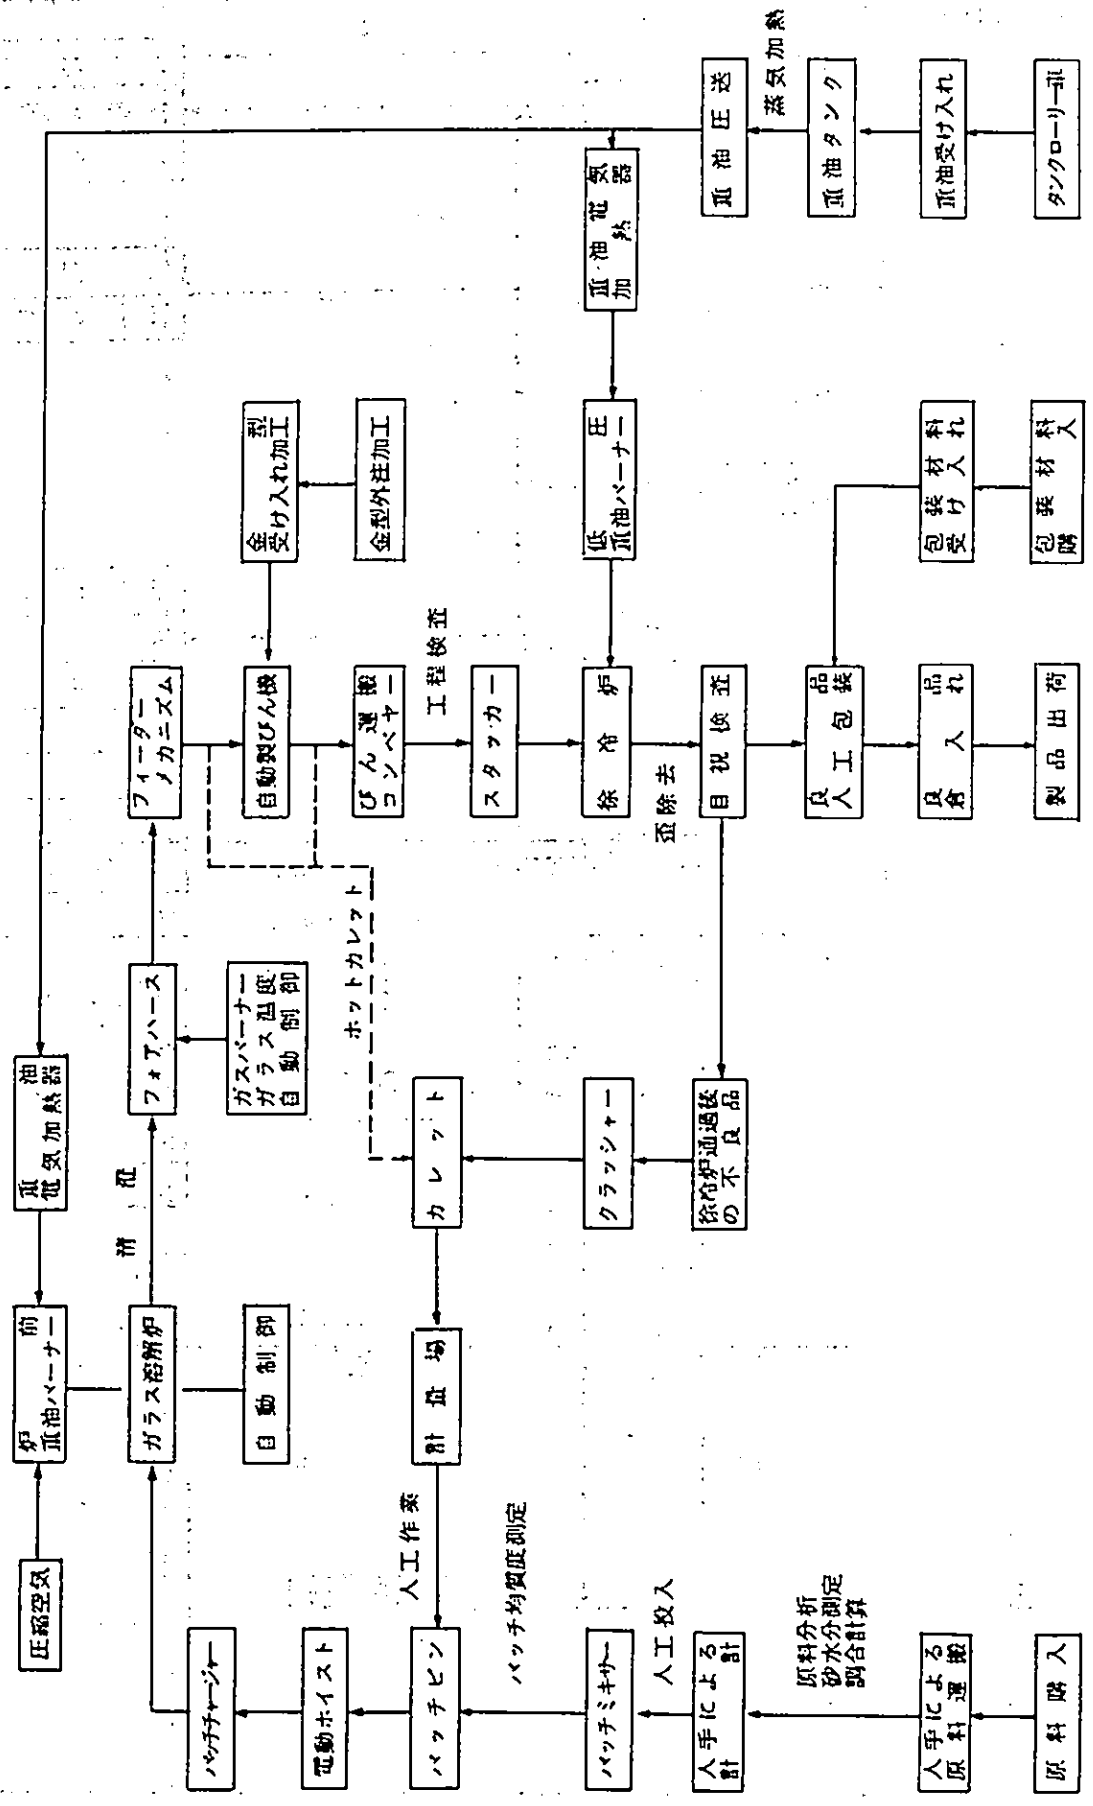 原料購入
人手による
原料運搬
原料分析
砂水分測定
調合計算
人手による
計計
人工投入
バッチミキサー
バッチ均質度測定
バッチビン
電動ホイスト
バッチチャージャー
圧縮空気
炉前
重油バーナー
ガラス溶解炉
自動制御
計量場
人工作業
重油
電気加熱器
清澄
フォアハース
ガスバーナー
ガラス温度
自動制御
カレット
ホットカレット
クラッシャー
徐冷炉通過後
の不良品
フィーダー
メカニズム
自動製びん機
びん運搬
コンベヤー
工程検査
スタッカー
徐冷炉
歪除去
目視検査
良品
人工包装
良品
倉入れ
製品出荷
金型
受け入れ加工
金型外注加工
低圧
重油バーナー
包装材料
受け入れ
包装材料
購入
重油電気
加熱器
重油圧送
蒸気加熱
重油タンク
重油受け入れ
タンクローリー車